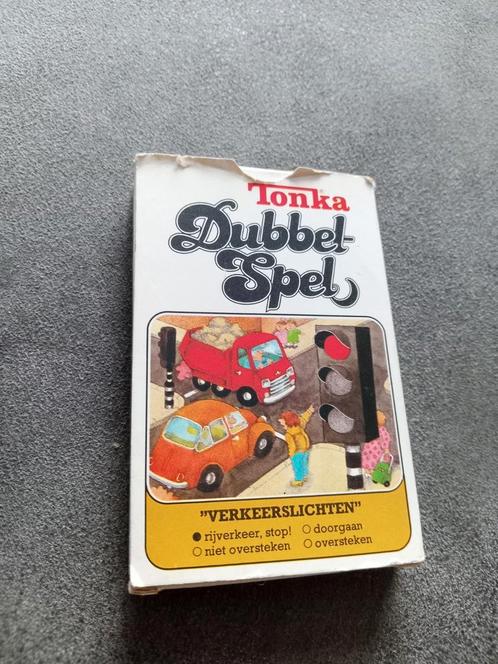 Tonka
Dubbel-
Spel
"VERKEERSLICHTEN"
● rijverkeer, stop! ○ doorgaan
○ niet oversteken ○ oversteken